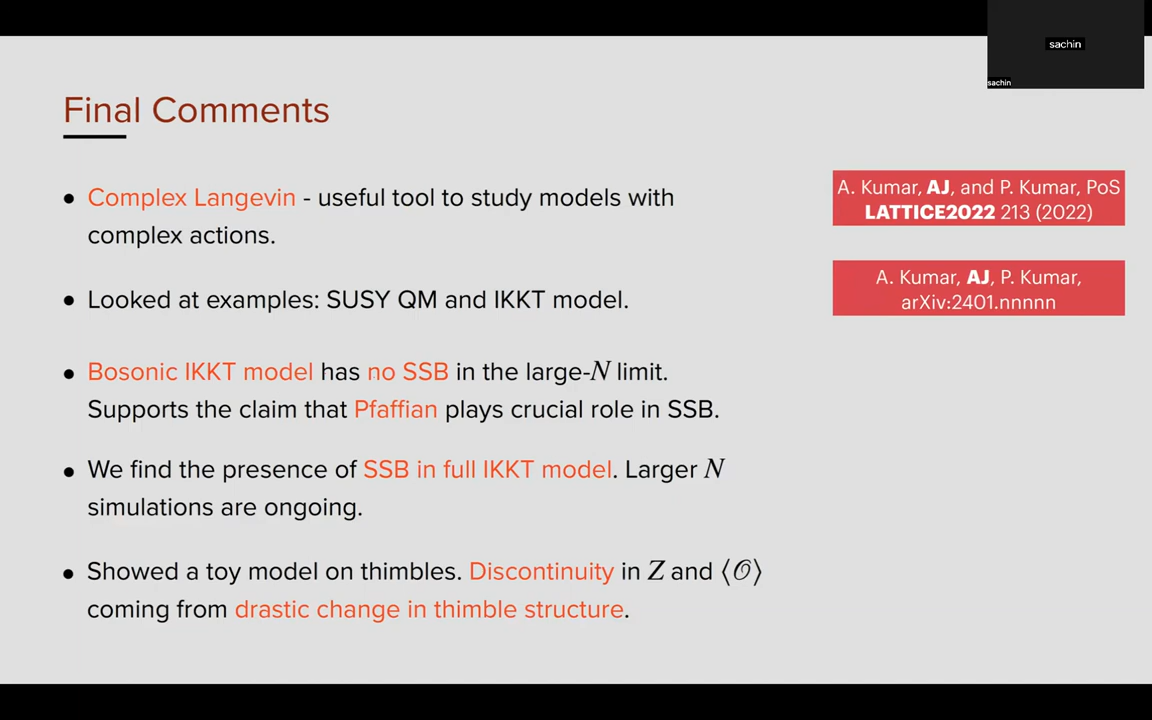 sachin
sachin
Final Comments
• Complex Langevin - useful tool to study models with
complex actions.
• Looked at examples: SUSY QM and IKKT model.
• Bosonic IKKT model has no SSB in the large-N limit.
Supports the claim that Pfaffian plays crucial role in SSB.
• We find the presence of SSB in full IKKT model. Larger N
simulations are ongoing.
• Showed a toy model on thimbles. Discontinuity in Z and ⟨𝒪⟩
coming from drastic change in thimble structure.
A. Kumar, AJ, and P. Kumar, PoS
LATTICE2022 213 (2022)
A. Kumar, AJ, P. Kumar,
arXiv:2401.nnnnn